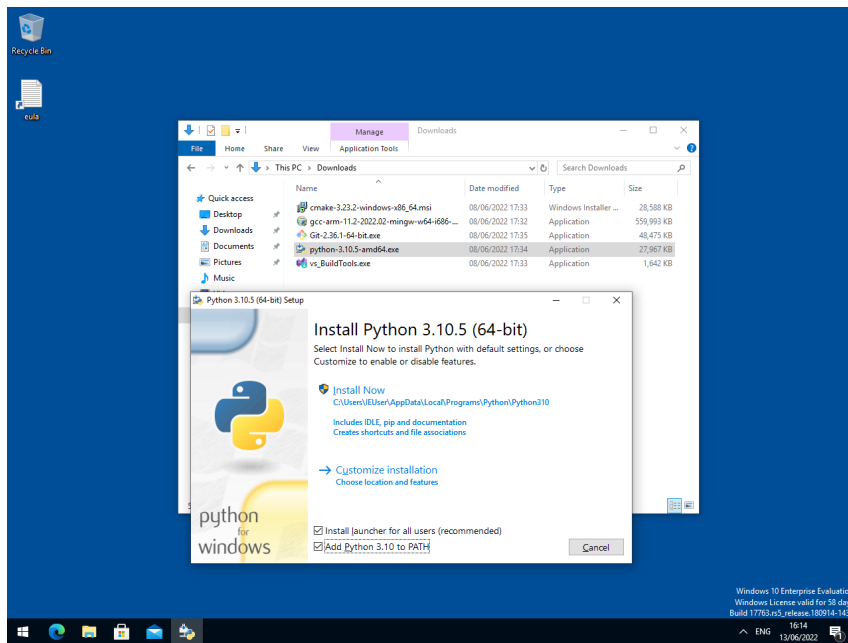 Recycle Bin
eula
Manage
Downloads
File
Home
Share
View
Application Tools
This PC
Downloads
Search Downloads
Name
Date modified
Type
Size
Quick access
Desktop
Downloads
Documents
Pictures
Music
cmake-3.23.2-windows-x86_64.msi 08/06/2022 17:33 Windows Installer ... 28,588 KB
gcc-arm-11.2-2022.02-mingw-w64-i686-... 08/06/2022 17:32 Application 559,993 KB
Git-2.36.1-64-bit.exe 08/06/2022 17:35 Application 48,475 KB
python-3.10.5-amd64.exe 08/06/2022 17:34 Application 27,967 KB
vs_BuildTools.exe 08/06/2022 17:33 Application 1,642 KB
Python 3.10.5 (64-bit) Setup
Install Python 3.10.5 (64-bit)
Select Install Now to install Python with default settings, or choose
Customize to enable or disable features.
Install Now
C:\Users\IEUser\AppData\Local\Programs\Python\Python310
Includes IDLE, pip and documentation
Creates shortcuts and file associations
Customize installation
Choose location and features
python
for
windows
Install launcher for all users (recommended)
Add Python 3.10 to PATH
Cancel
Windows 10 Enterprise Evaluatio
Windows License valid for 58 da
Build 17763.rs5_release.180914-143
ENG
16:14
13/06/2022
1